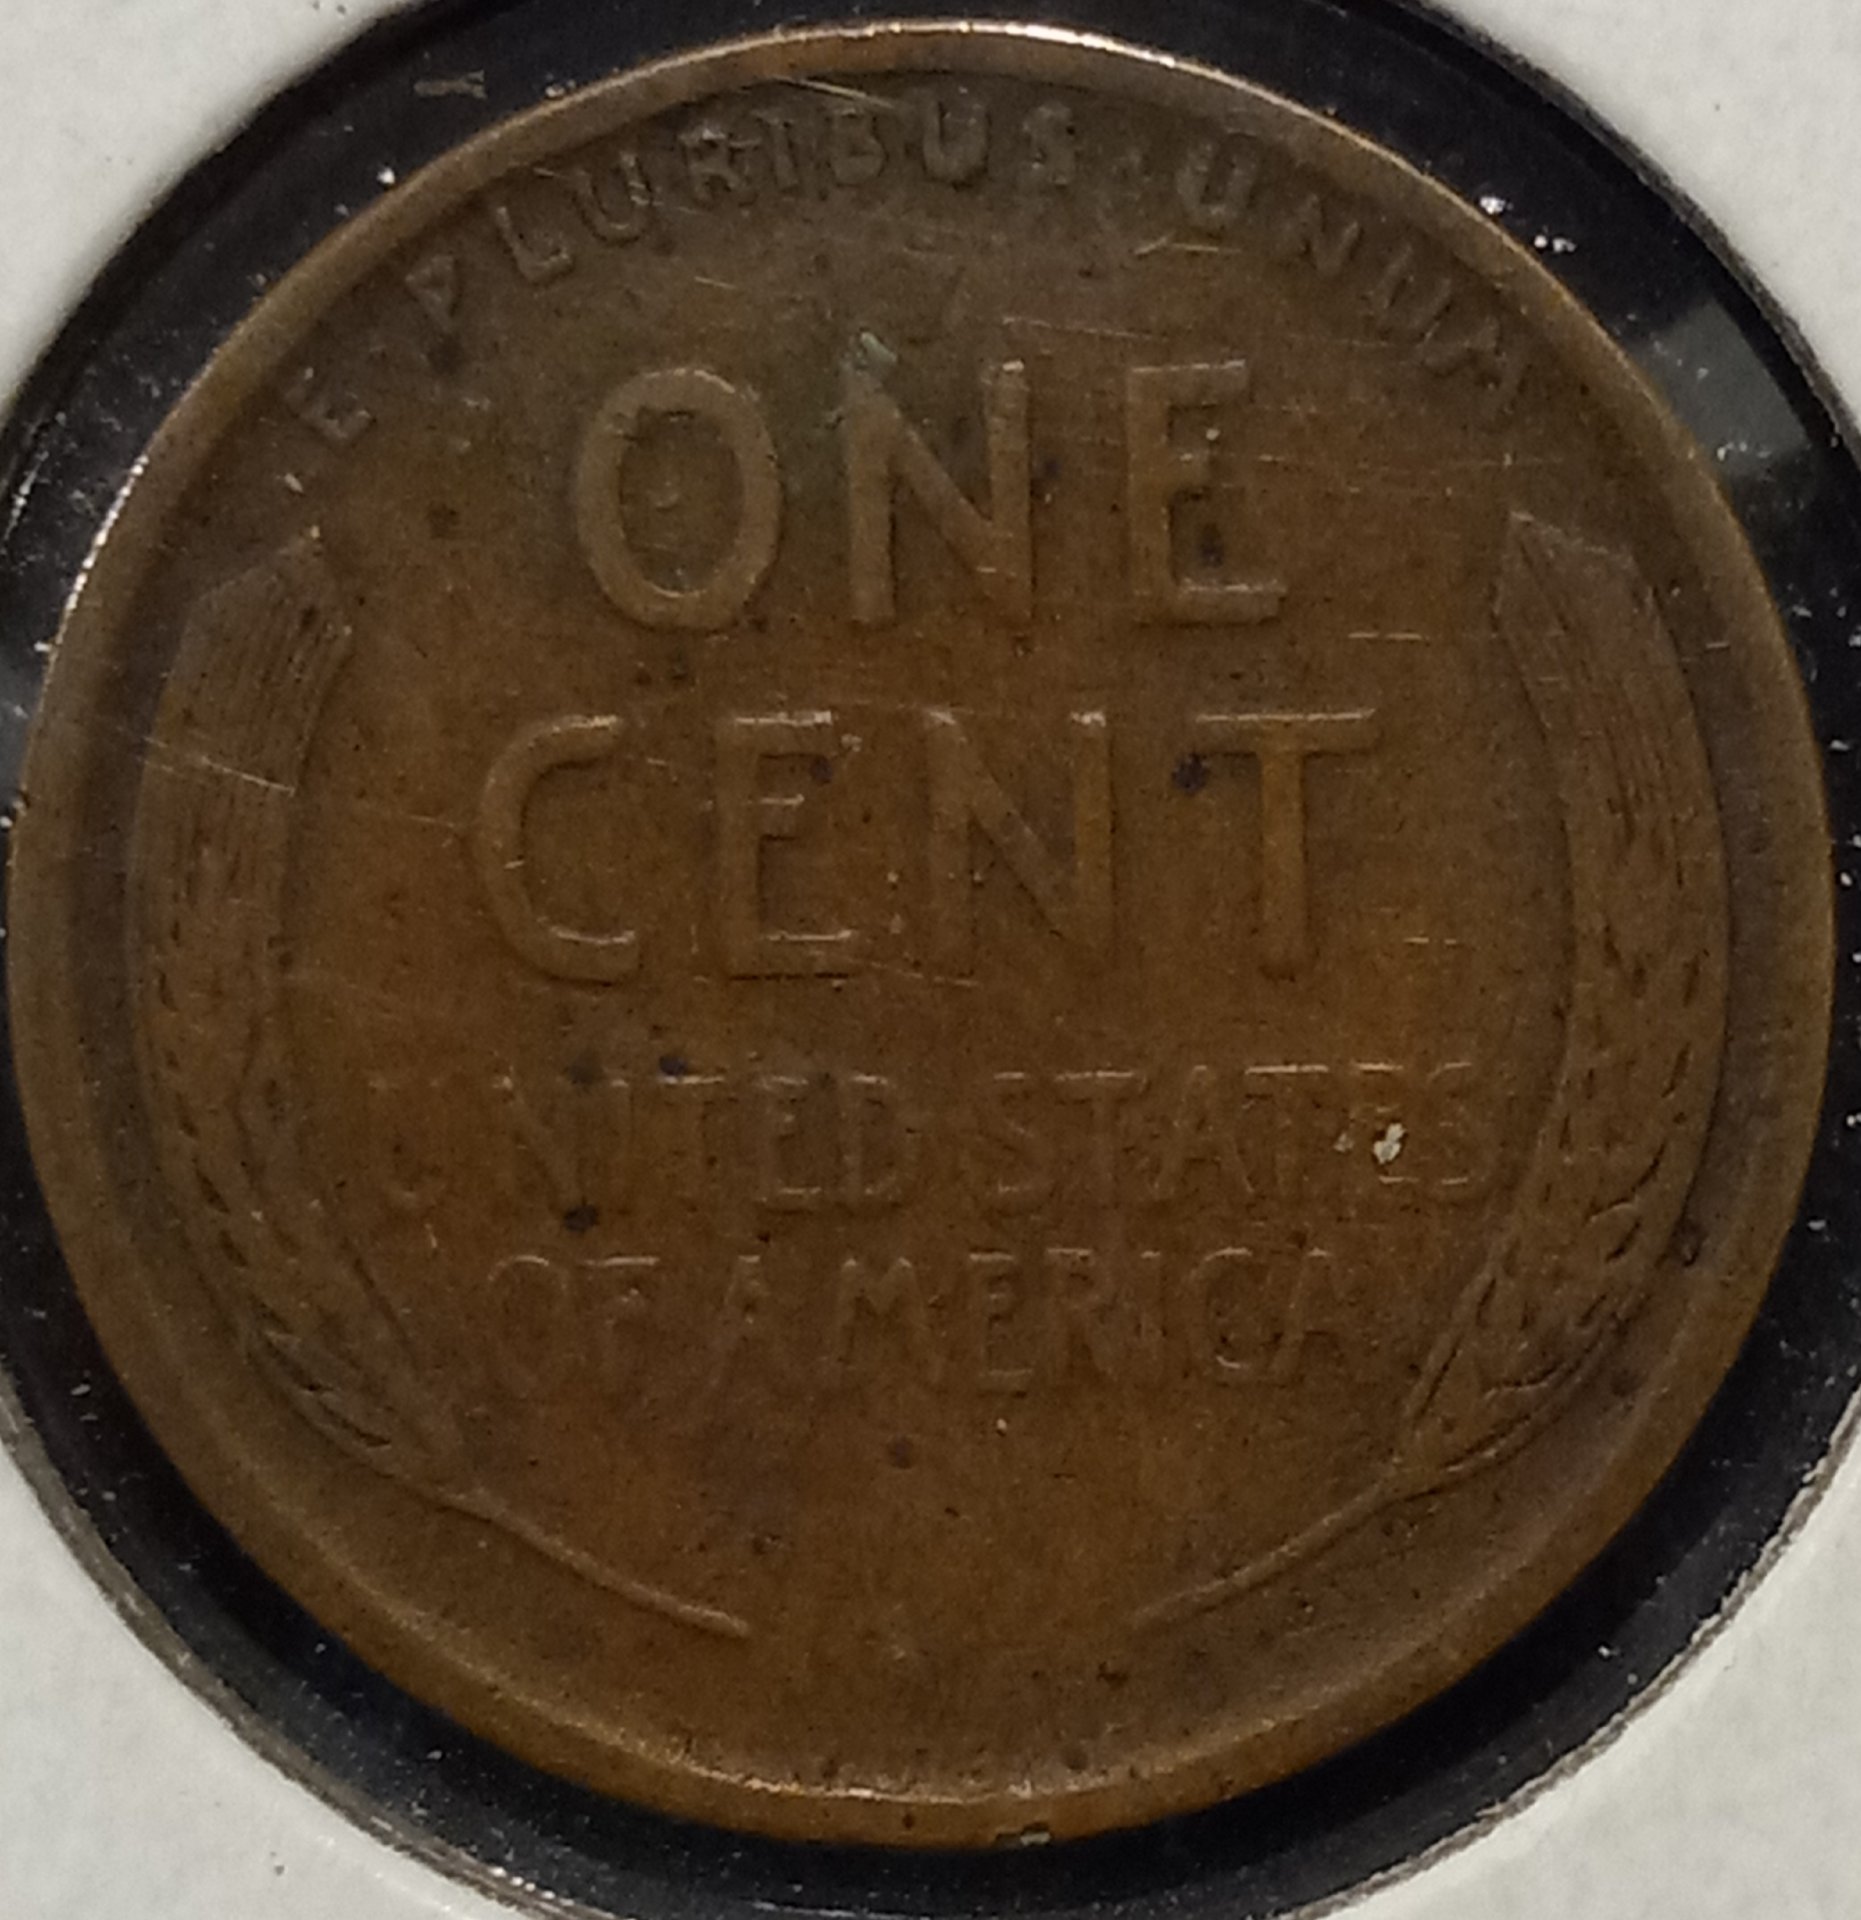 E·PLURIBUS·UNUM
ONE
CENT
UNITED STATES
OF AMERICA